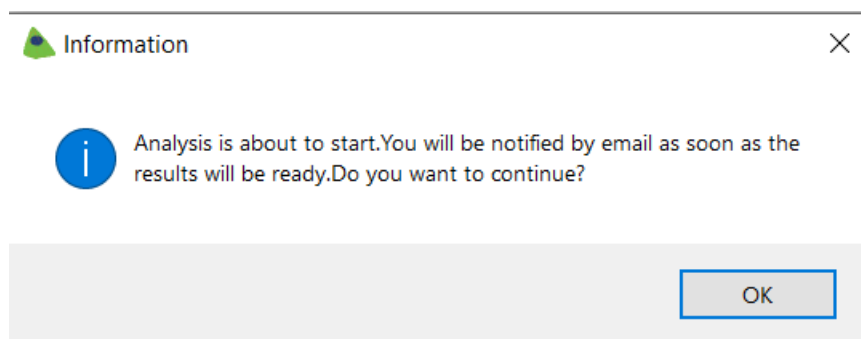 Information
Analysis is about to start.You will be notified by email as soon as the
results will be ready.Do you want to continue?
OK